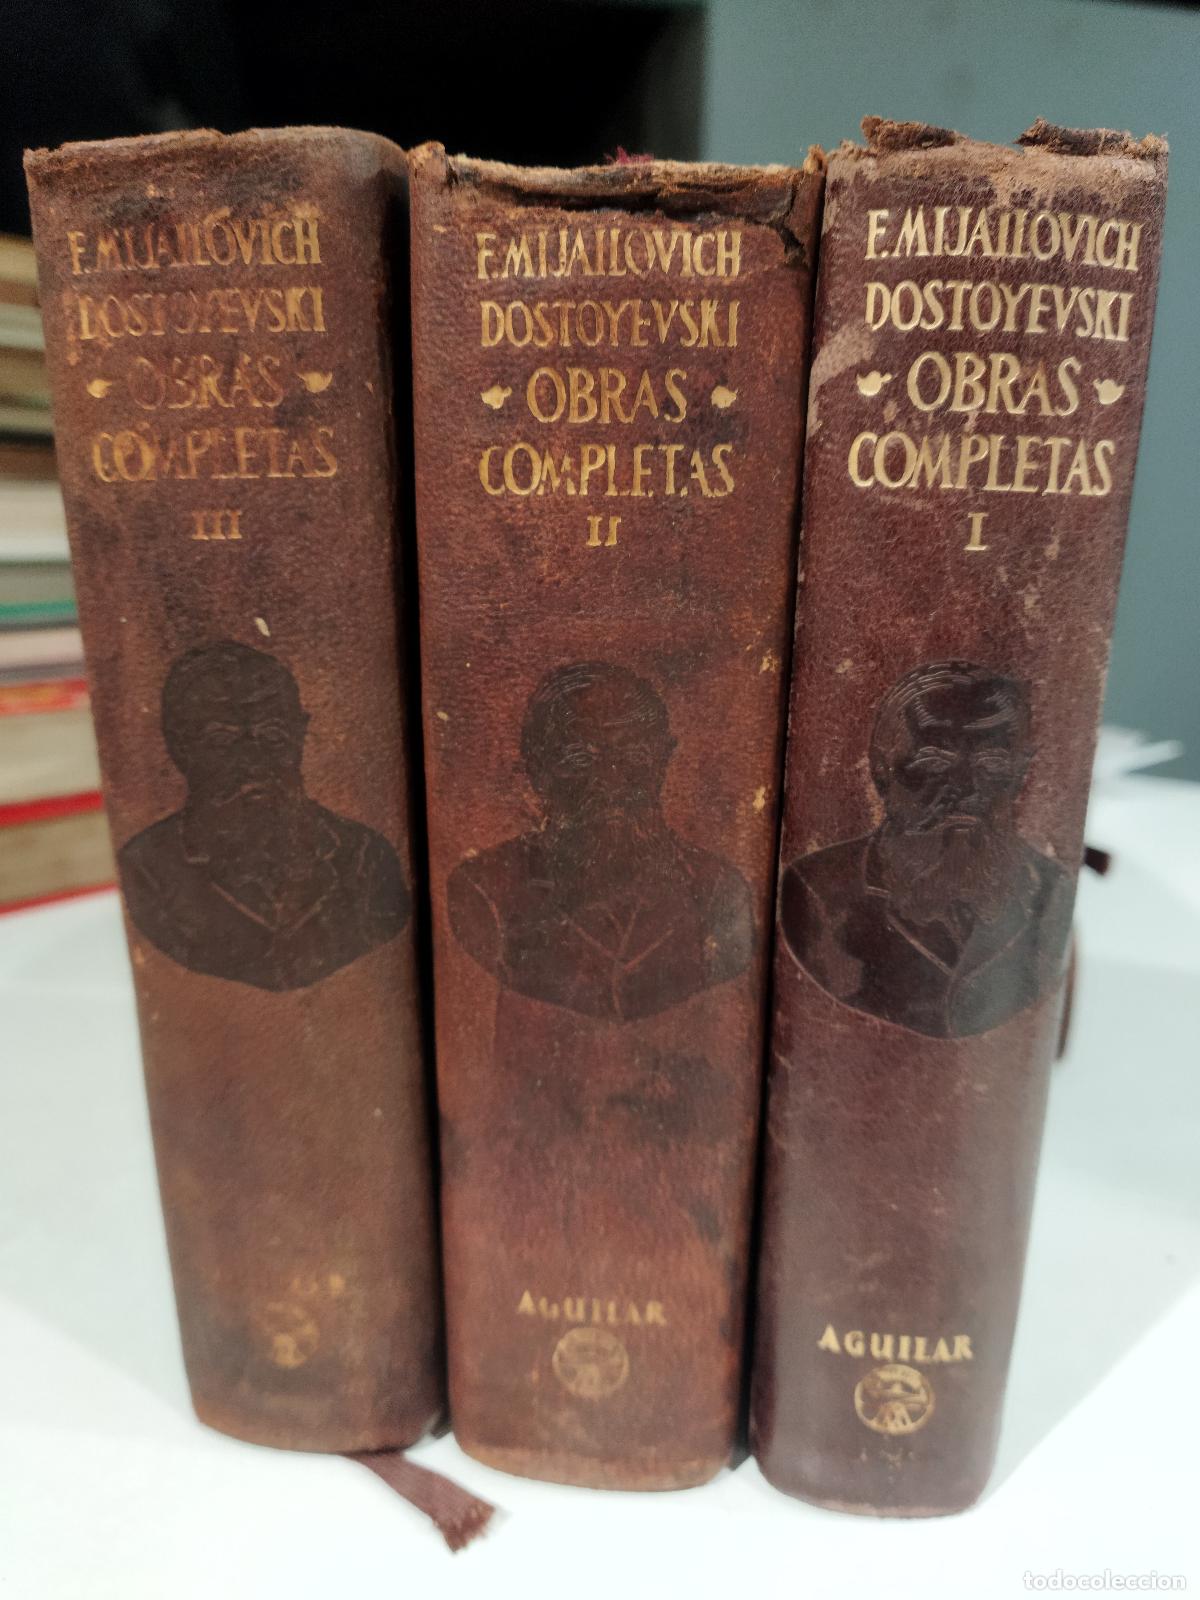 F. MIJAILOVICH
DOSTOYEVSKI
OBRAS
COMPLETAS
III
F. MIJAILOVICH
DOSTOYEVSKI
OBRAS
COMPLETAS
II
AGUILAR
F. MIJAILOVICH
DOSTOYEVSKI
OBRAS
COMPLETAS
I
AGUILAR
todocoleccion